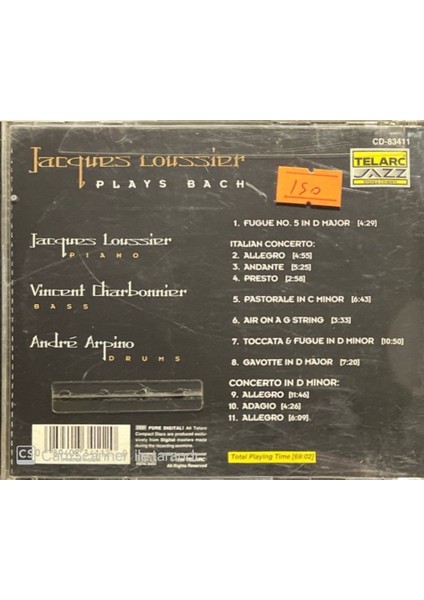 CD-83411
Jacques Loussier
PLAYS BACH
150
TELARC
JAZZ
1. FUGUE NO. 5 IN D MAJOR [4:29]
ITALIAN CONCERTO:
2. ALLEGRO [4:55]
3. ANDANTE [5:25]
4. PRESTO [2:58]
5. PASTORALE IN C MINOR [6:43]
6. AIR ON A G STRING [3:33]
7. TOCCATA & FUGUE IN D MINOR [10:50]
8. GAVOTTE IN D MAJOR [7:20]
CONCERTO IN D MINOR:
9. ALLEGRO [11:46]
10. ADAGIO [4:26]
11. ALLEGRO [6:09]
Jacques Loussier
PIANO
Vincent Charbonnier
BASS
André Arpino
DRUMS
PURE DIGITAL! All Telarc
Compact Discs are produced exclu-
sively from Digital masters made
during the recording sessions.
All Rights Reserved
Total Playing Time [68:02]
CS